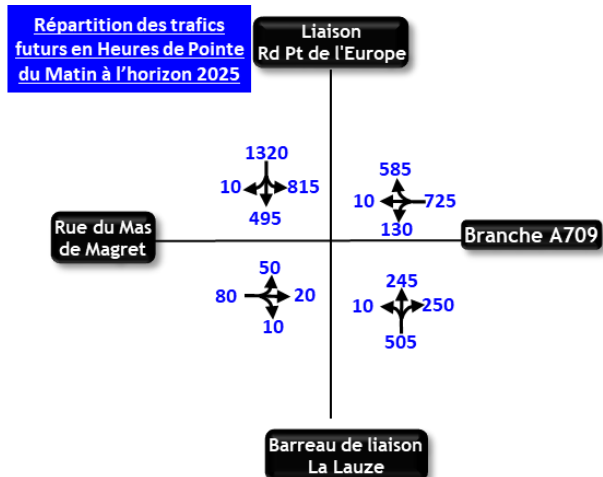 Répartition des trafics
futurs en Heures de Pointe
du Matin à l’horizon 2025
Liaison
Rd Pt de l'Europe
1320
10 815
495
585
10 725
130
Rue du Mas
de Magret
Branche A709
50
80 20
10
245
10 250
505
Barreau de liaison
La Lauze